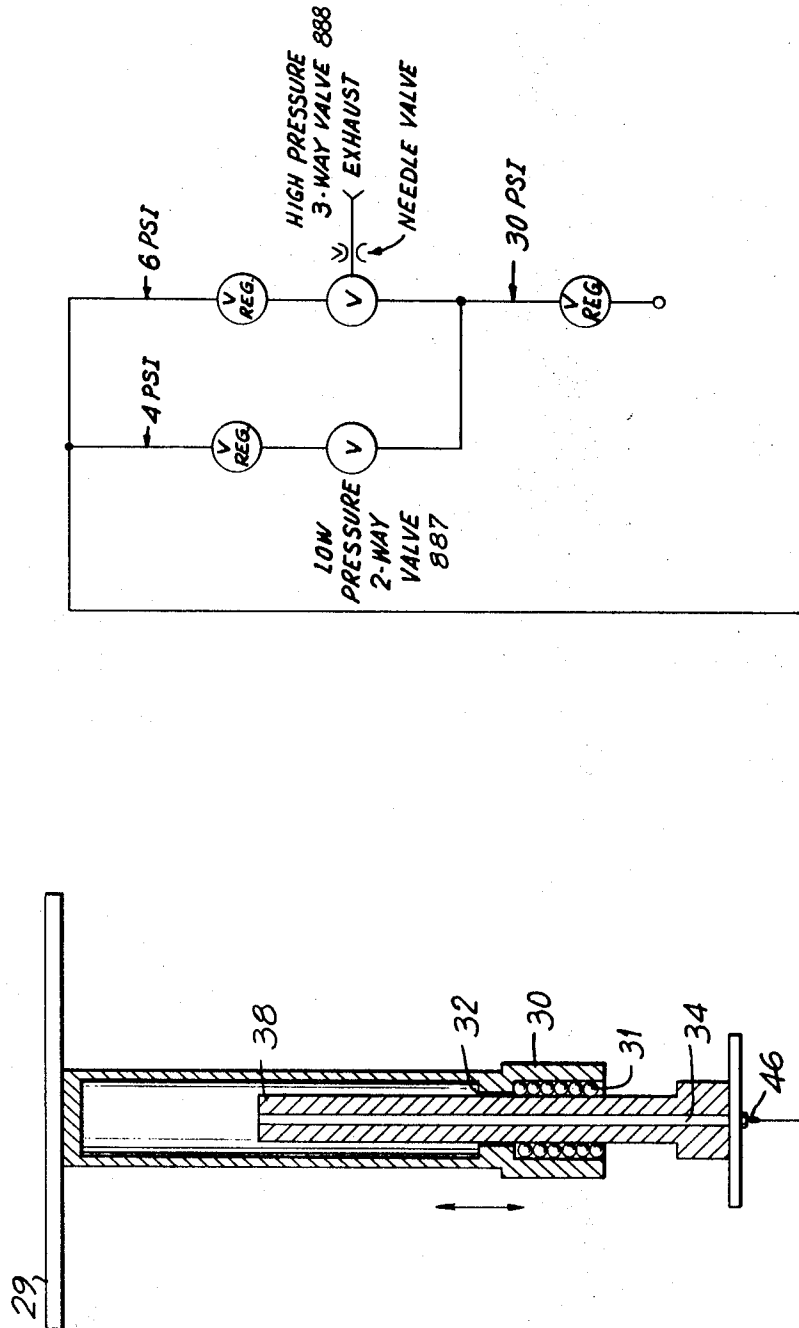 6 PSI
4 PSI
HIGH PRESSURE
3-WAY VALVE 888
EXHAUST
NEEDLE VALVE
V
REG.
V
REG.
V
V
LOW
PRESSURE
2-WAY
VALVE
887
30 PSI
V
REG
29
38
32
30
31
34
46